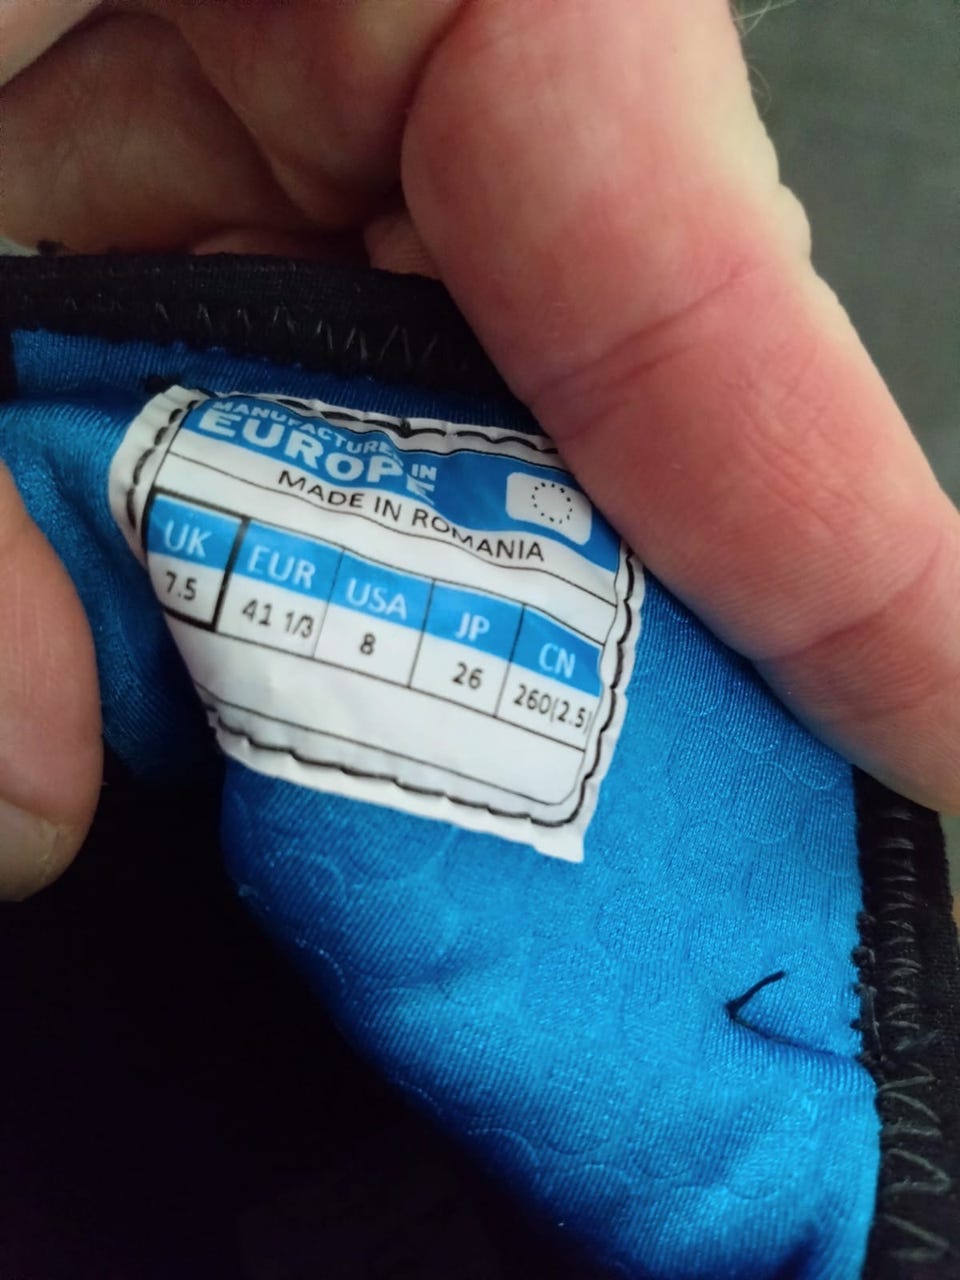 MANUFACTURED IN
EUROPE
MADE IN ROMANIA
UK EUR USA JP CN
7.5 41 1/3 8 26 260(2.5)